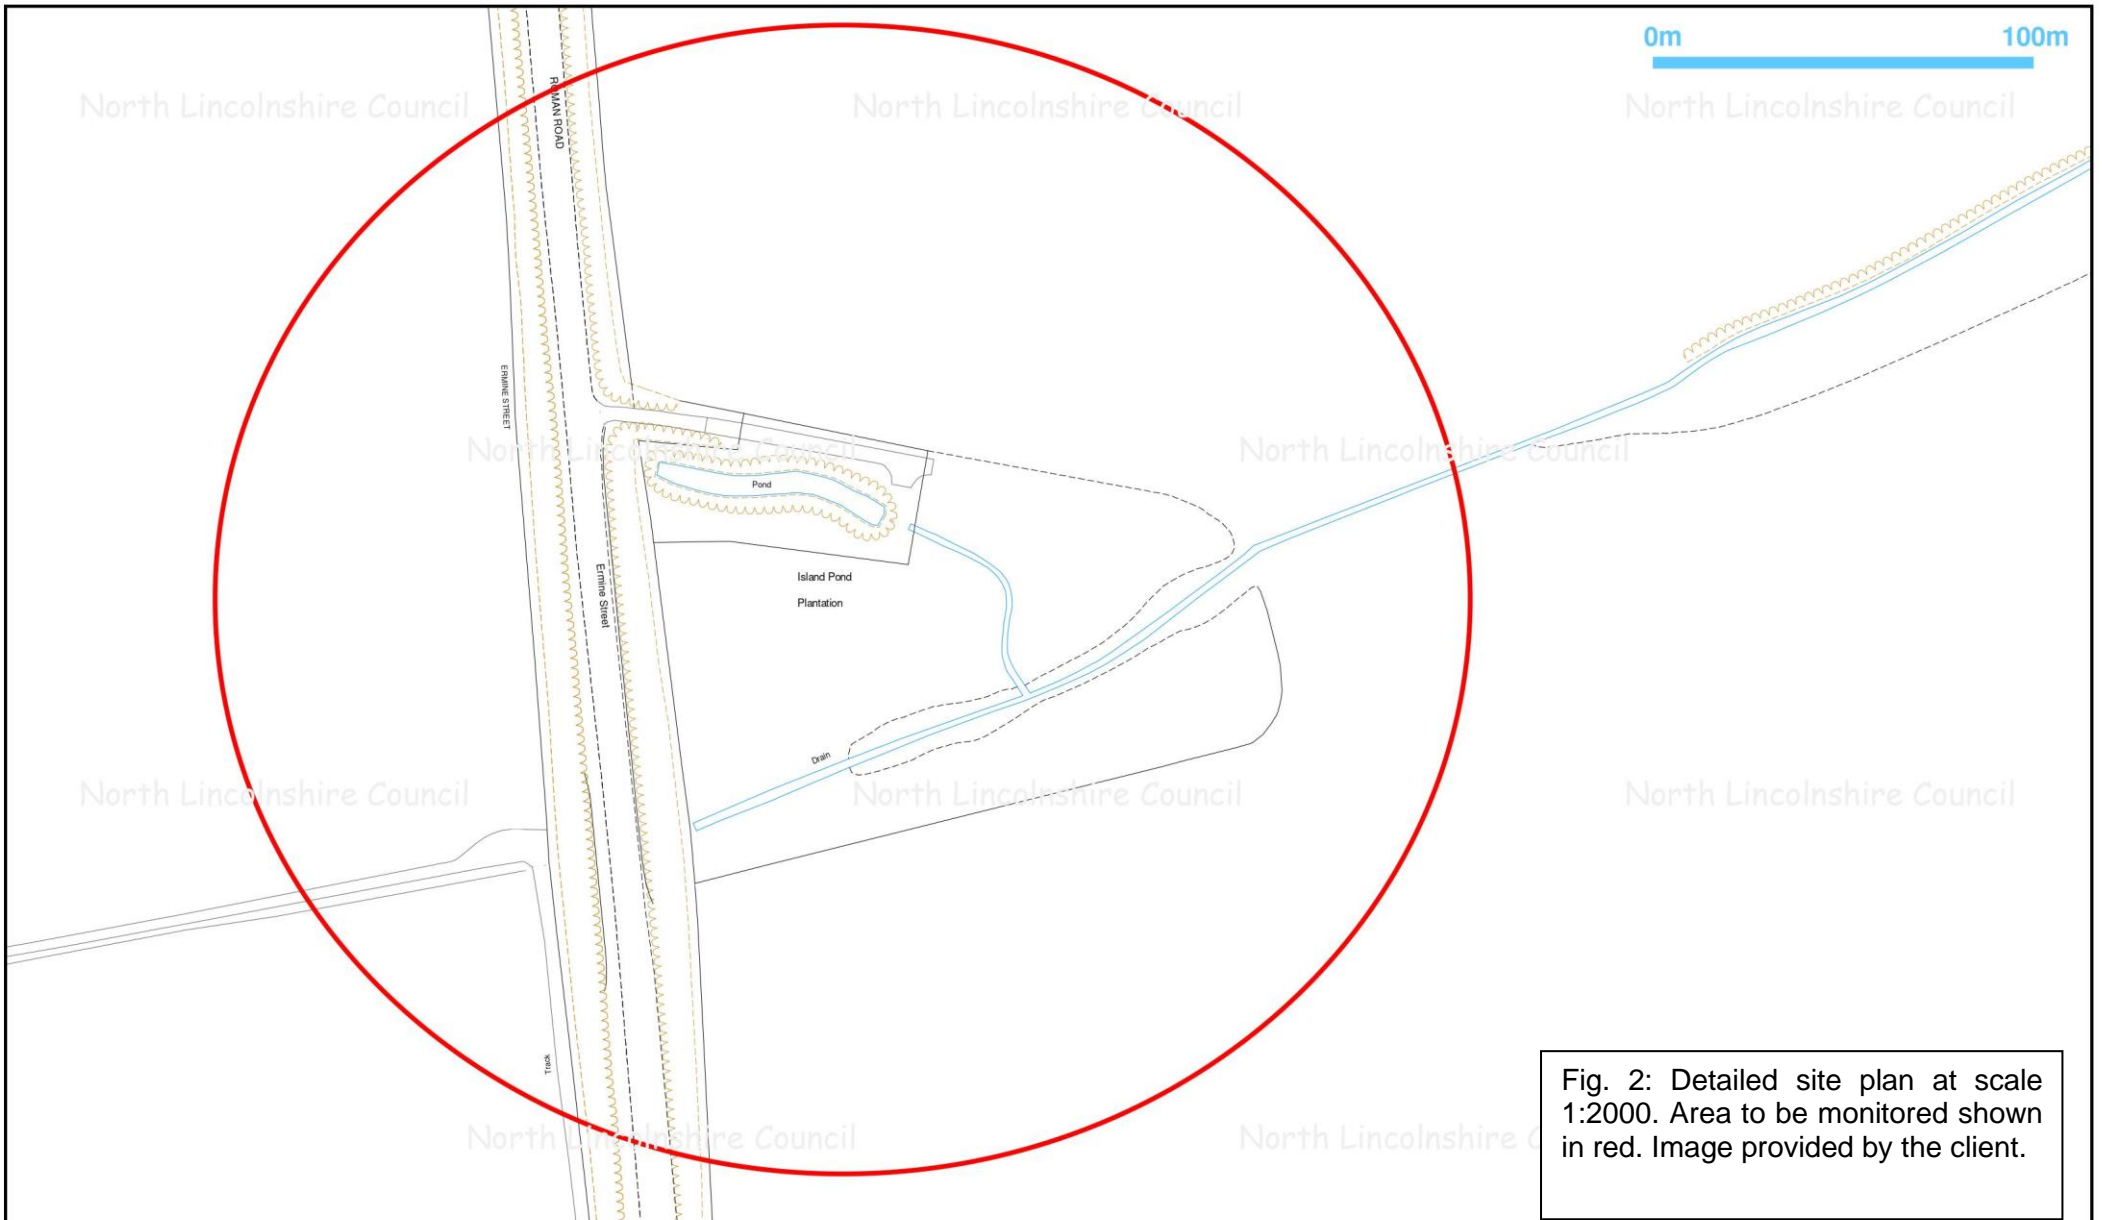 0m 100m
North Lincolnshire Council North Lincolnshire Council North Lincolnshire Council
ROMAN ROAD
ERMINE STREET
North Lincolnshire Council North Lincolnshire Council
Pond
Ermine Street
Island Pond
Plantation
Drain
North Lincolnshire Council North Lincolnshire Council North Lincolnshire Council
Track
North Lincolnshire Council North Lincolnshire C
Fig. 2: Detailed site plan at scale
1:2000. Area to be monitored shown
in red. Image provided by the client.